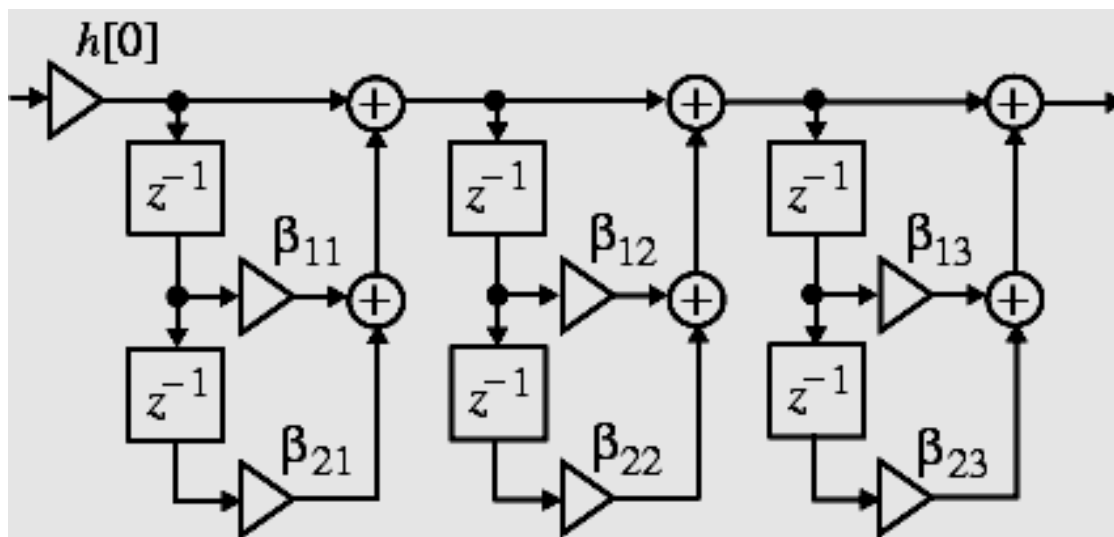 h[0]
+ + +
z⁻¹ z⁻¹ z⁻¹
β₁₁ β₁₂ β₁₃
+ + +
z⁻¹ z⁻¹ z⁻¹
β₂₁ β₂₂ β₂₃